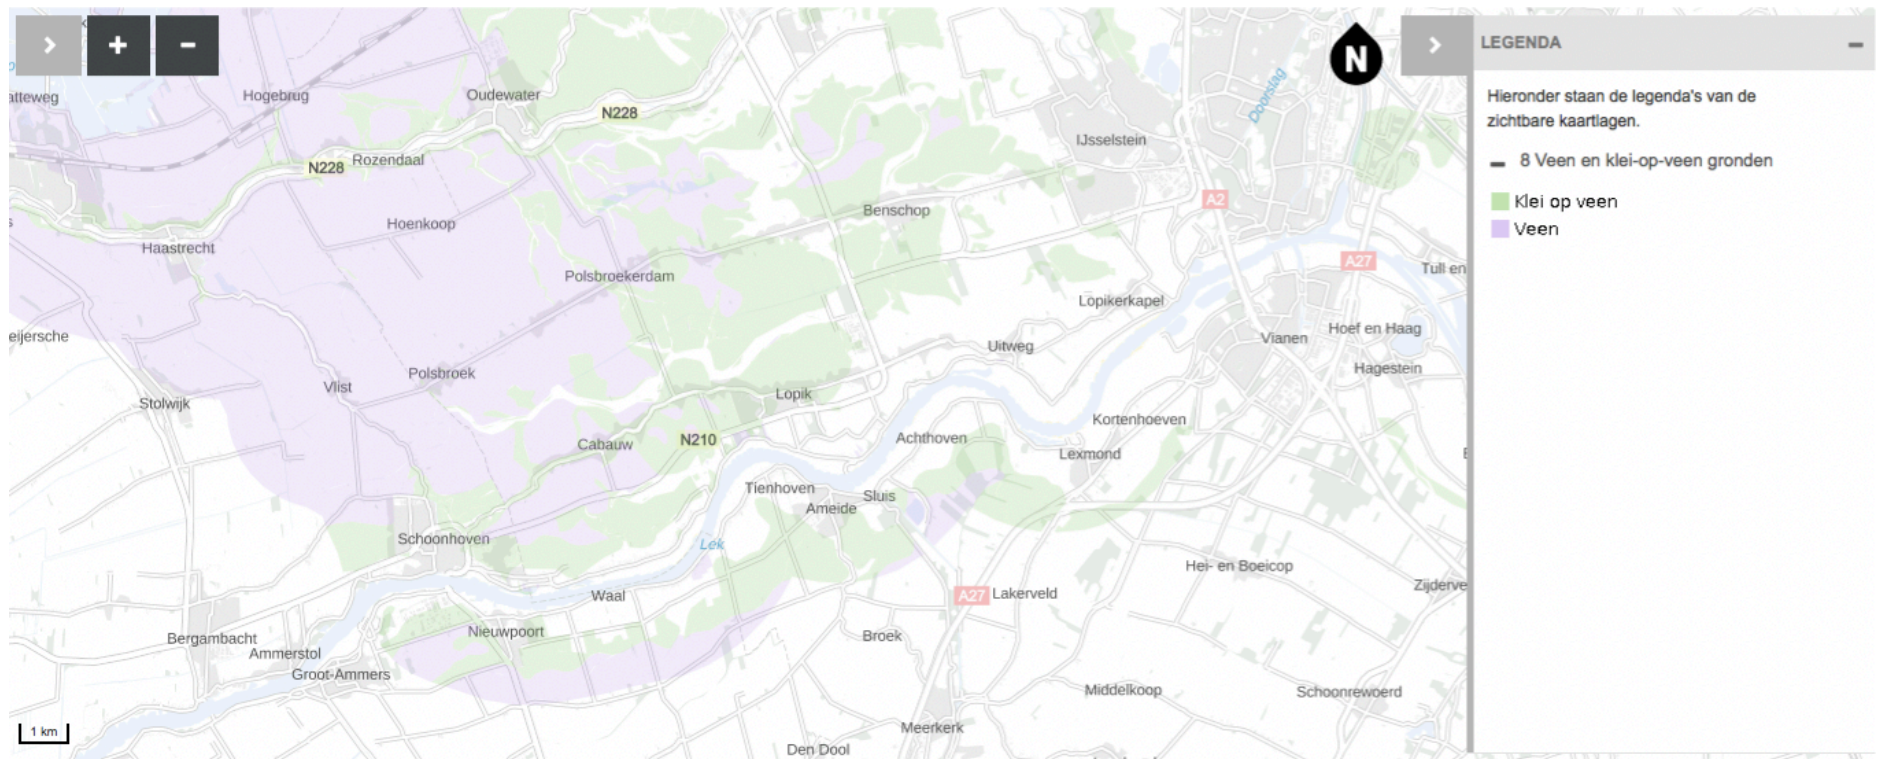 atteweg
Hogebrug
Oudewater
N228
N228
Rozendaal
Hoenkoop
Haastrecht
Polsbroekerdam
Benschop
IJsselstein
Doorslag
A2
A27
Tull en
Lopikerkapel
eijersche
Uitweg
Vianen
Hoef en Haag
Hagestein
Vlist
Polsbroek
Stolwijk
Lopik
Kortenhoeven
Cabauw
N210
Achthoven
Lexmond
Tienhoven
Sluis
Ameide
Schoonhoven
Lek
Hei- en Boeicop
Zijderve
Waal
A27
Lakerveld
Nieuwpoort
Broek
Bergambacht
Ammerstol
Groot-Ammers
Middelkoop
Schoonrewoerd
Meerkerk
Den Dool
1 km
N
LEGENDA
Hieronder staan de legenda's van de
zichtbare kaartlagen.
8 Veen en klei-op-veen gronden
Klei op veen
Veen